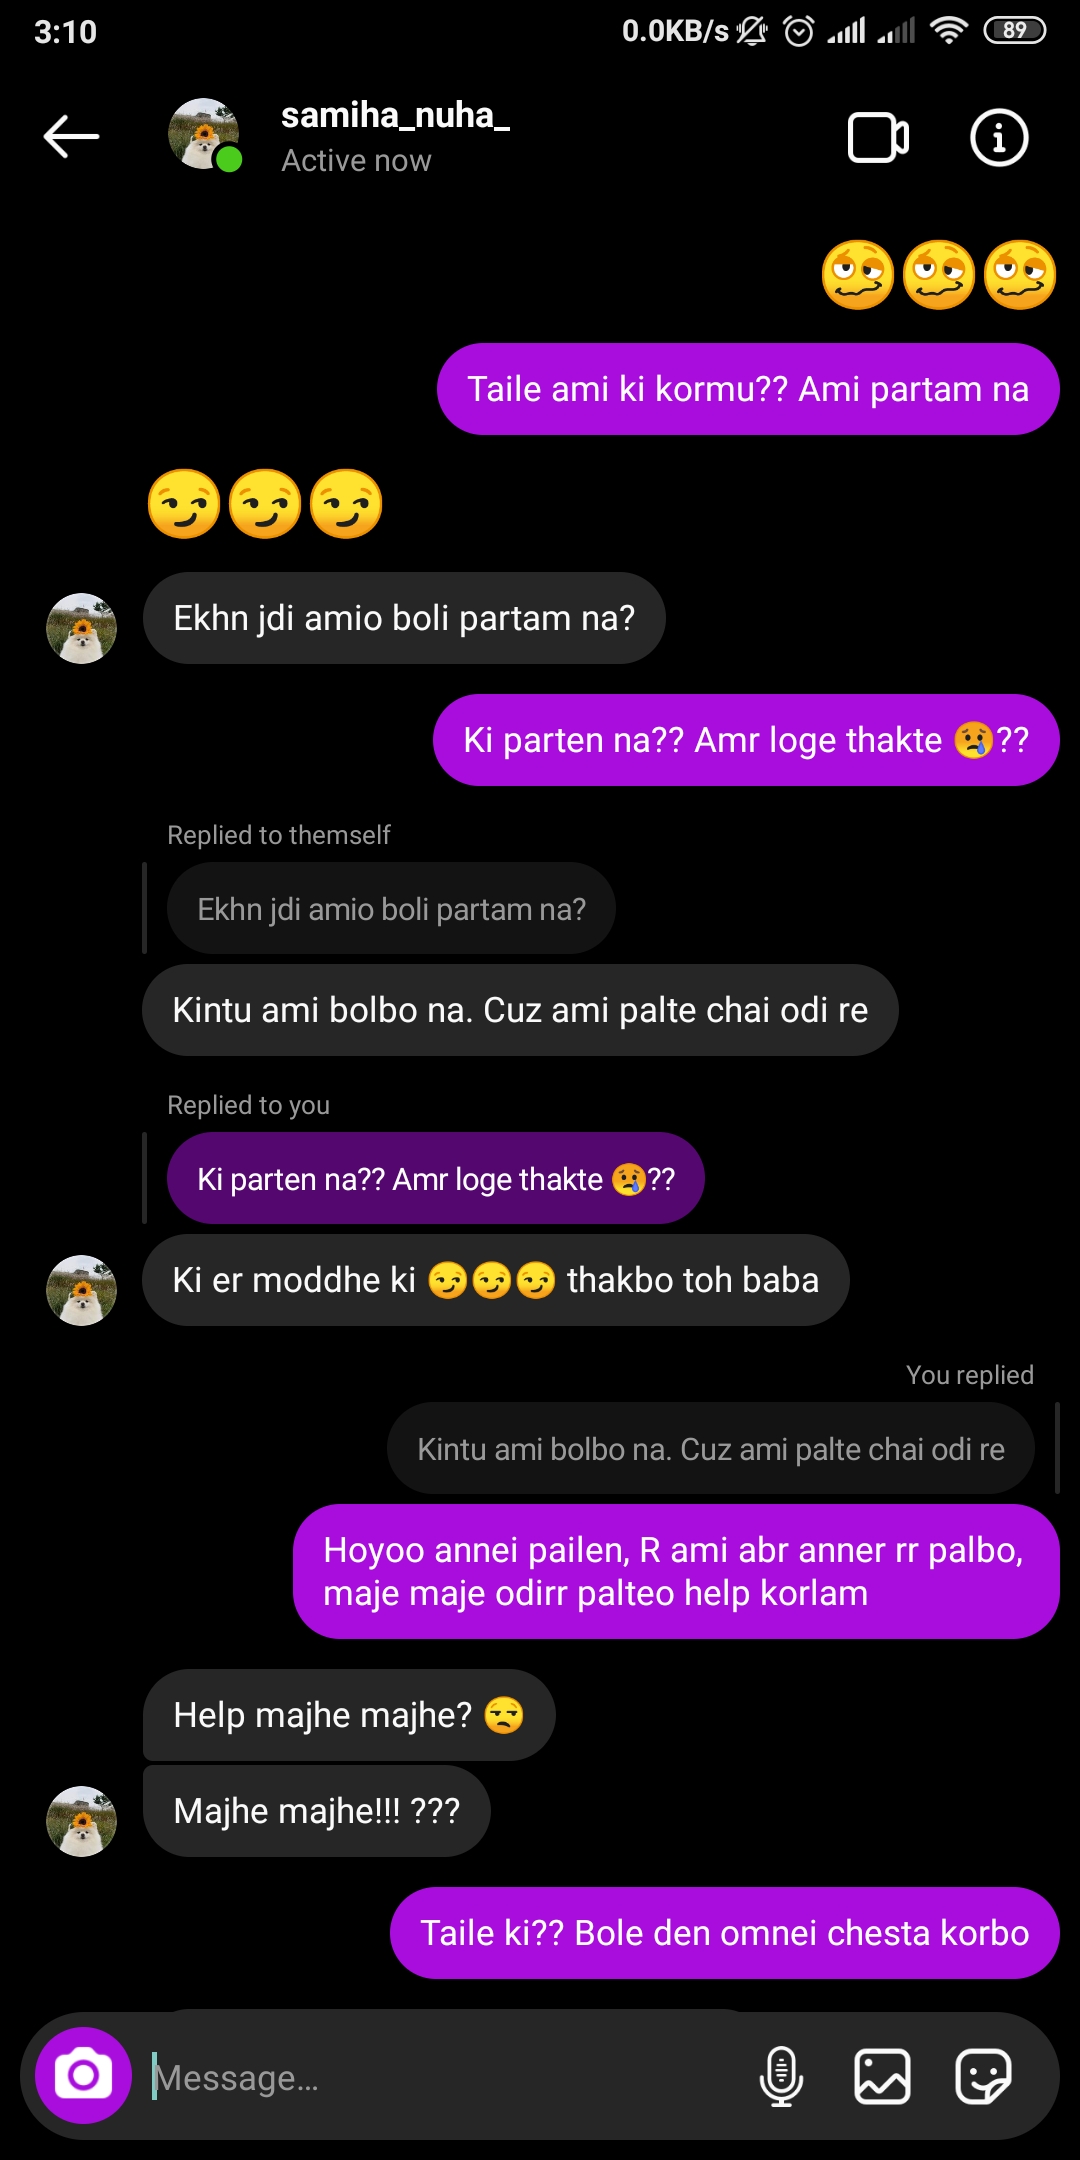 3:10 0.0KB/s 89
samiha_nuha_
Active now
🥴🥴🥴
Taile ami ki kormu?? Ami partam na
😏😏😏
Ekhn jdi amio boli partam na?
Ki parten na?? Amr loge thakte 😢??
Replied to themself
Ekhn jdi amio boli partam na?
Kintu ami bolbo na. Cuz ami palte chai odi re
Replied to you
Ki parten na?? Amr loge thakte 😢??
Ki er moddhe ki 😏😏😏 thakbo toh baba
You replied
Kintu ami bolbo na. Cuz ami palte chai odi re
Hoyoo annei pailen, R ami abr anner rr palbo,
maje maje odirr palteo help korlam
Help majhe majhe? 😒
Majhe majhe!!! ???
Taile ki?? Bole den omnei chesta korbo
Message...